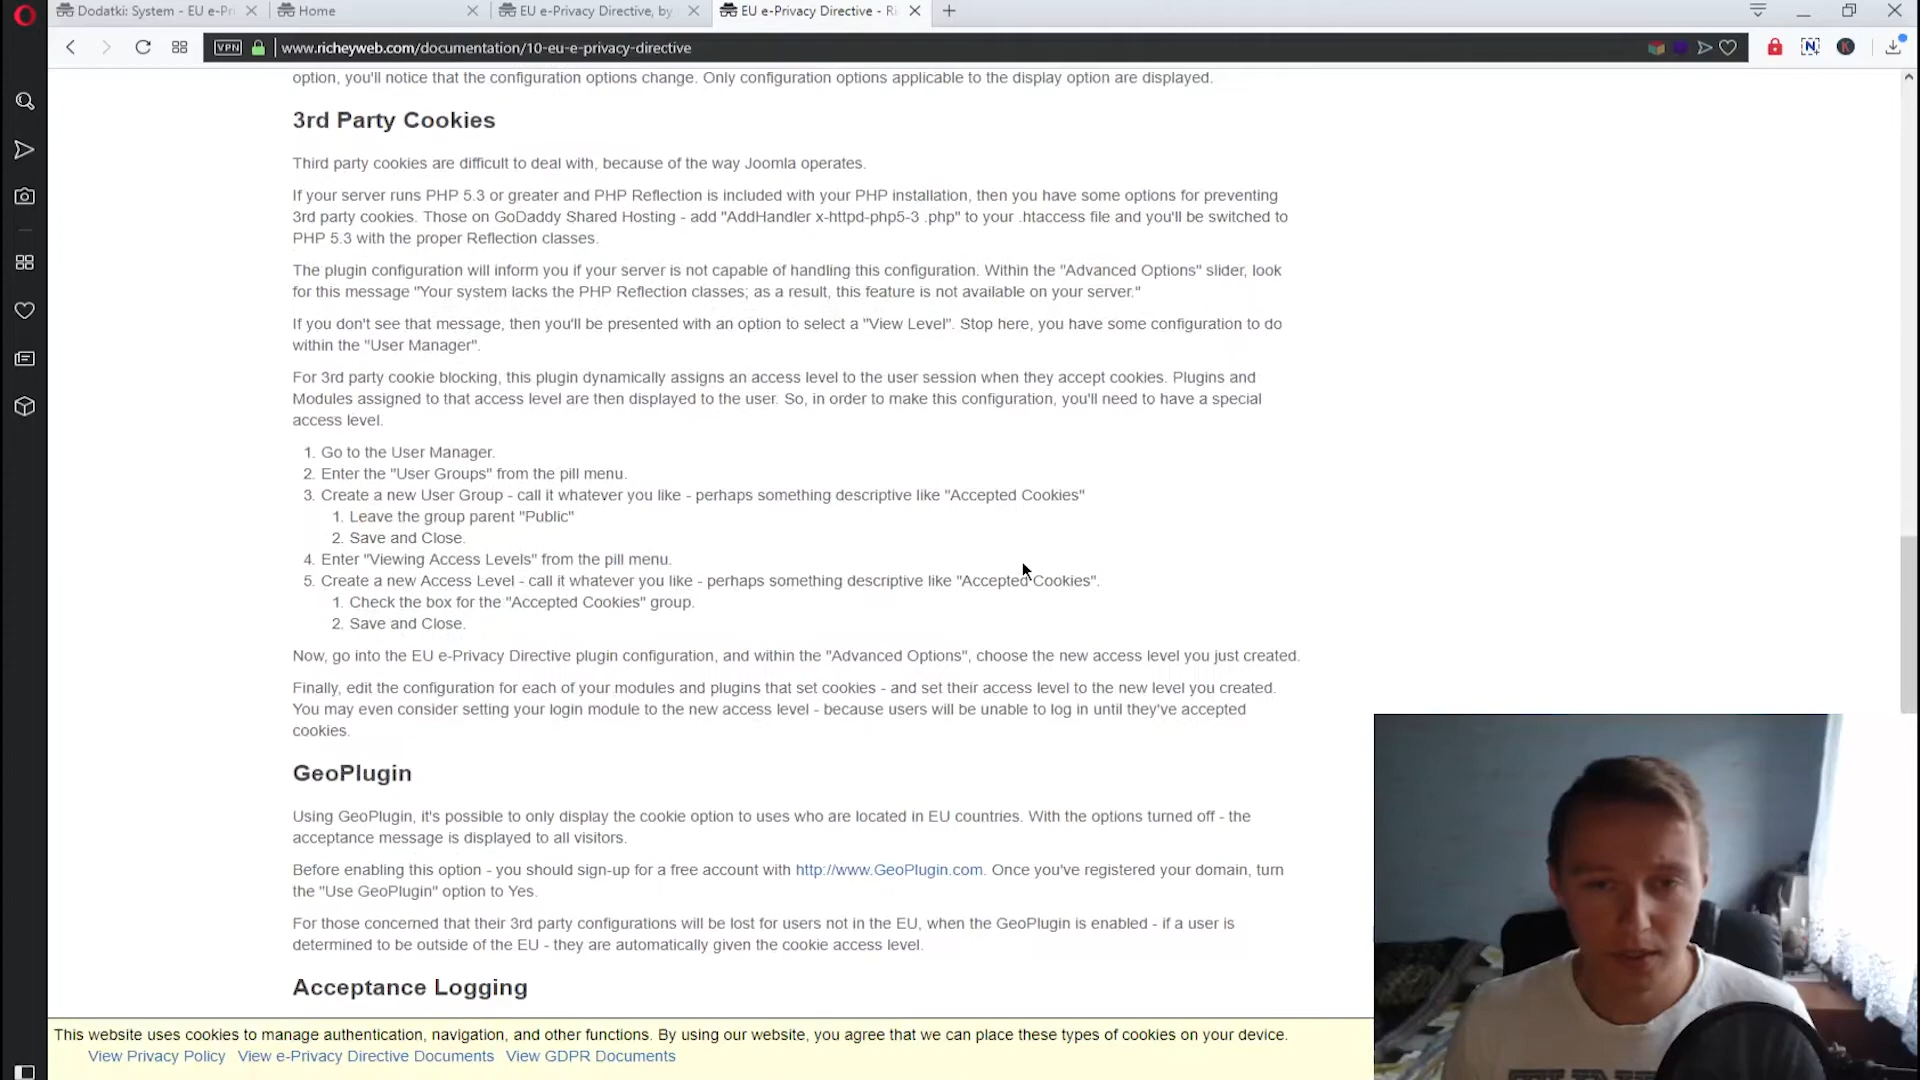 Dodatki: System - EU e-Pr
Home
EU e-Privacy Directive, by
EU e-Privacy Directive - Ri
VPN
www.richeyweb.com/documentation/10-eu-e-privacy-directive
option, you'll notice that the configuration options change. Only configuration options applicable to the display option are displayed.
3rd Party Cookies
Third party cookies are difficult to deal with, because of the way Joomla operates.
If your server runs PHP 5.3 or greater and PHP Reflection is included with your PHP installation, then you have some options for preventing
3rd party cookies. Those on GoDaddy Shared Hosting - add "AddHandler x-httpd-php5-3 .php" to your .htaccess file and you'll be switched to
PHP 5.3 with the proper Reflection classes.
The plugin configuration will inform you if your server is not capable of handling this configuration. Within the "Advanced Options" slider, look
for this message "Your system lacks the PHP Reflection classes; as a result, this feature is not available on your server."
If you don't see that message, then you'll be presented with an option to select a "View Level". Stop here, you have some configuration to do
within the "User Manager".
For 3rd party cookie blocking, this plugin dynamically assigns an access level to the user session when they accept cookies. Plugins and
Modules assigned to that access level are then displayed to the user. So, in order to make this configuration, you'll need to have a special
access level.
1. Go to the User Manager.
2. Enter the "User Groups" from the pill menu.
3. Create a new User Group - call it whatever you like - perhaps something descriptive like "Accepted Cookies"
1. Leave the group parent "Public"
2. Save and Close.
4. Enter "Viewing Access Levels" from the pill menu.
5. Create a new Access Level - call it whatever you like - perhaps something descriptive like "Accepted Cookies".
1. Check the box for the "Accepted Cookies" group.
2. Save and Close.
Now, go into the EU e-Privacy Directive plugin configuration, and within the "Advanced Options", choose the new access level you just created.
Finally, edit the configuration for each of your modules and plugins that set cookies - and set their access level to the new level you created.
You may even consider setting your login module to the new access level - because users will be unable to log in until they've accepted
cookies.
GeoPlugin
Using GeoPlugin, it's possible to only display the cookie option to uses who are located in EU countries. With the options turned off - the
acceptance message is displayed to all visitors.
Before enabling this option - you should sign-up for a free account with http://www.GeoPlugin.com. Once you've registered your domain, turn
the "Use GeoPlugin" option to Yes.
For those concerned that their 3rd party configurations will be lost for users not in the EU, when the GeoPlugin is enabled - if a user is
determined to be outside of the EU - they are automatically given the cookie access level.
Acceptance Logging
This website uses cookies to manage authentication, navigation, and other functions. By using our website, you agree that we can place these types of cookies on your device.
View Privacy Policy View e-Privacy Directive Documents View GDPR Documents